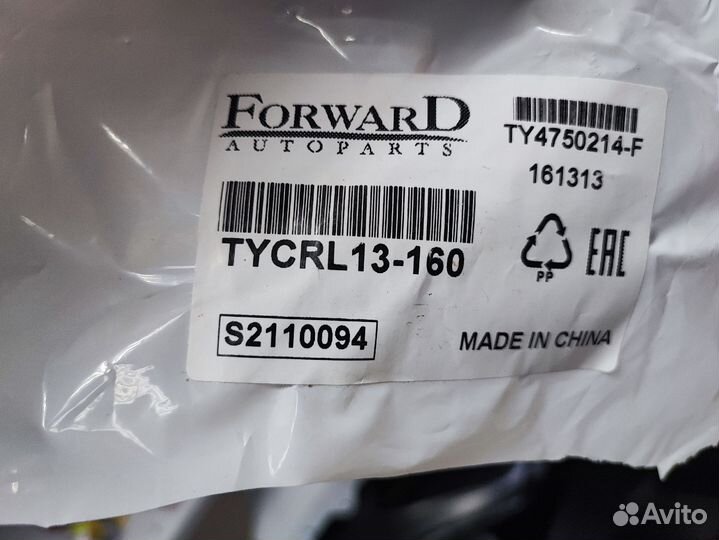 FORWARD
AUTOPARTS
TY4750214-F
161313
TYCRL13-160
PP
EAC
S2110094
MADE IN CHINA
Avito